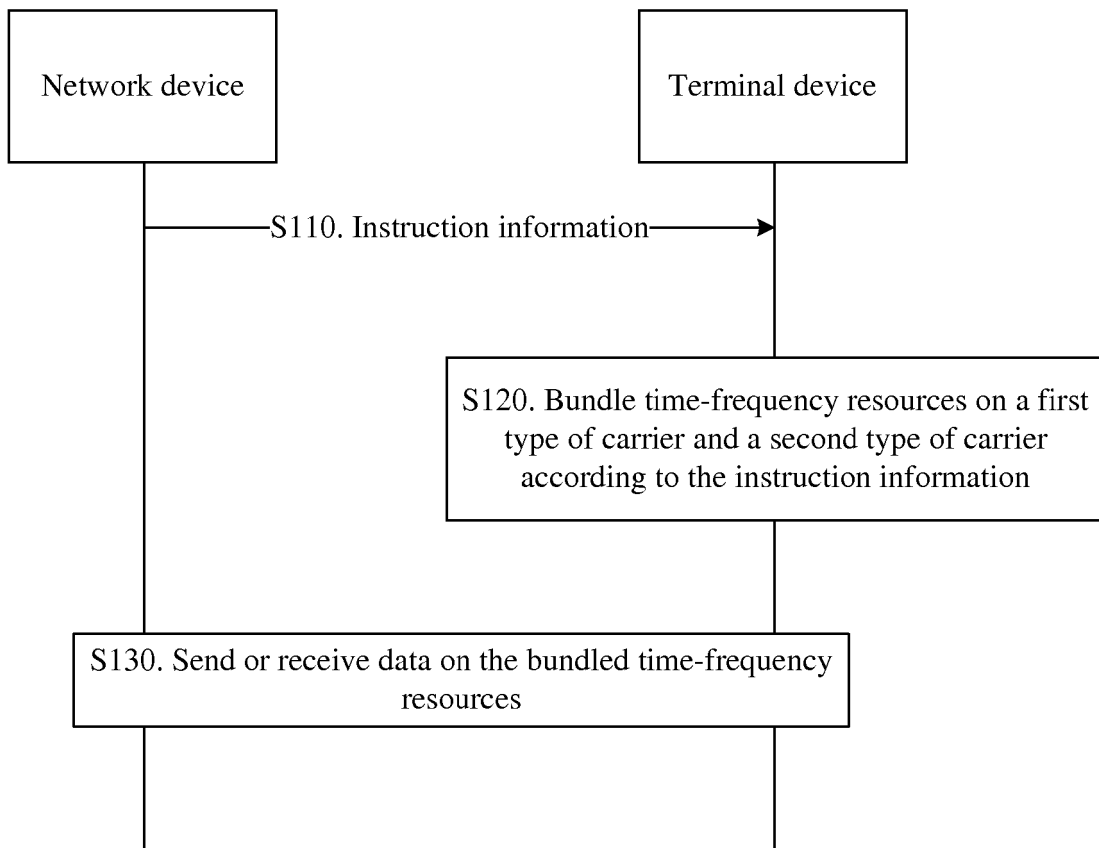 Network device
Terminal device
S110. Instruction information
S120. Bundle time-frequency resources on a first
type of carrier and a second type of carrier
according to the instruction information
S130. Send or receive data on the bundled time-frequency
resources